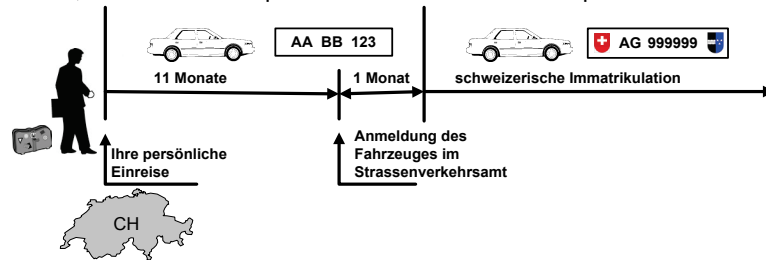 AA BB 123
AG 999999
11 Monate
1 Monat
schweizerische Immatrikulation
Ihre persönliche
Einreise
Anmeldung des
Fahrzeuges im
Strassenverkehrsamt
CH